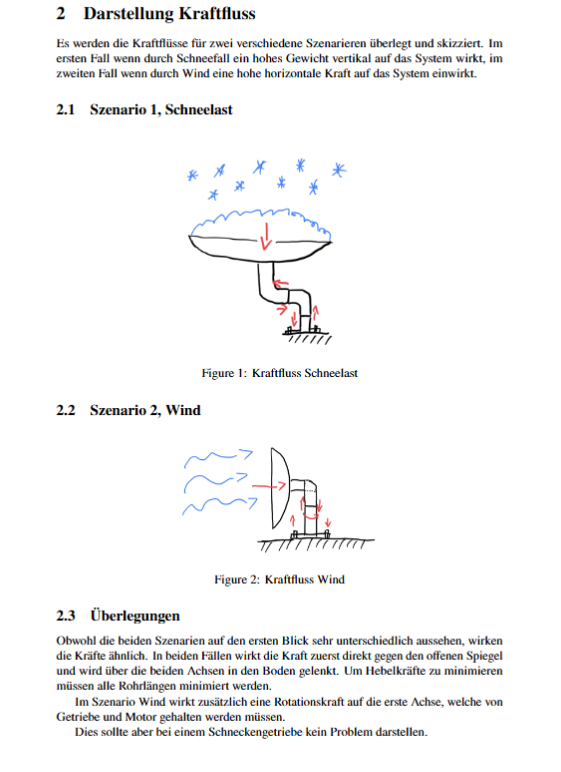 2 Darstellung Kraftfluss
Es werden die Kraftflüsse für zwei verschiedene Szenarieren überlegt und skizziert. Im
ersten Fall wenn durch Schneefall ein hohes Gewicht vertikal auf das System wirkt, im
zweiten Fall wenn durch Wind eine hohe horizontale Kraft auf das System einwirkt.
2.1 Szenario 1, Schneelast
Figure 1: Kraftfluss Schneelast
2.2 Szenario 2, Wind
Figure 2: Kraftfluss Wind
2.3 Überlegungen
Obwohl die beiden Szenarien auf den ersten Blick sehr unterschiedlich aussehen, wirken
die Kräfte ähnlich. In beiden Fällen wirkt die Kraft zuerst direkt gegen den offenen Spiegel
und wird über die beiden Achsen in den Boden gelenkt. Um Hebelkräfte zu minimieren
müssen alle Rohrlängen minimiert werden.
Im Szenario Wind wirkt zusätzlich eine Rotationskraft auf die erste Achse, welche von
Getriebe und Motor gehalten werden müssen.
Dies sollte aber bei einem Schneckengetriebe kein Problem darstellen.